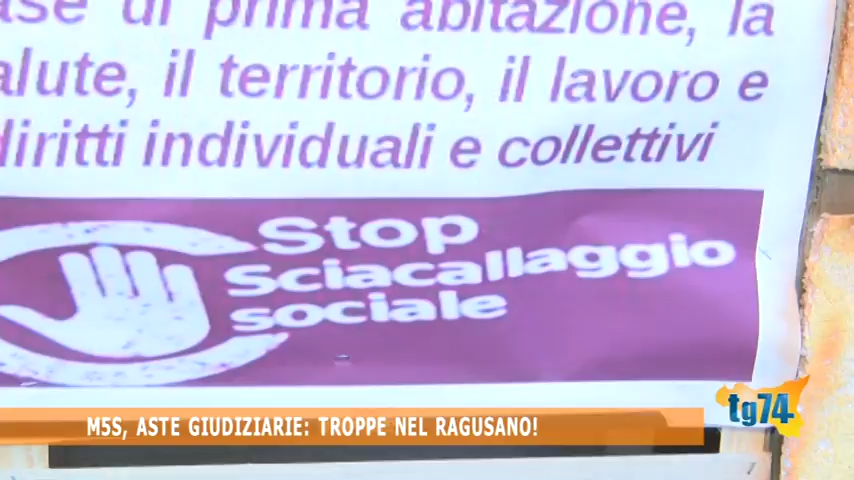 di prima abitazione, la
alute, il territorio, il lavoro e
diritti individuali e collettivi
Stop
Sciacallaggio
sociale
M5S, ASTE GIUDIZIARIE: TROPPE NEL RAGUSANO!
tg74